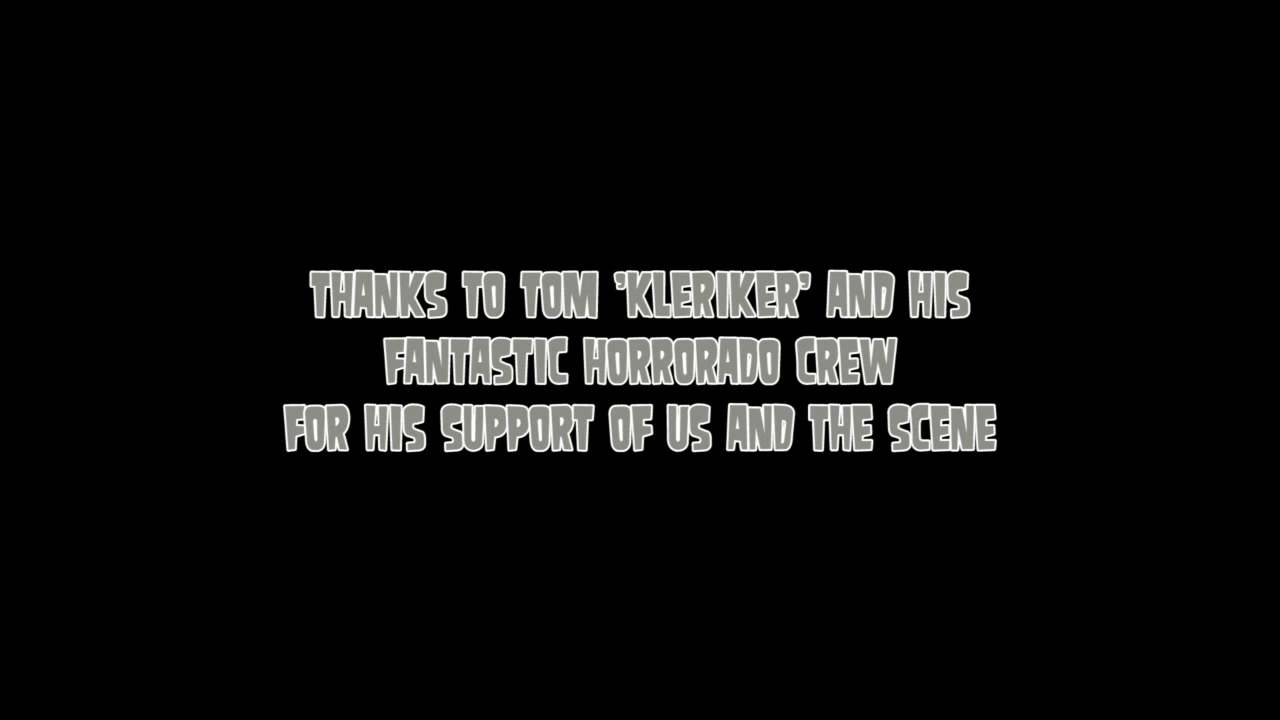 THANKS TO TOM 'KLERIKER' AND HIS
FANTASTIC HORRORADO CREW
FOR HIS SUPPORT OF US AND THE SCENE